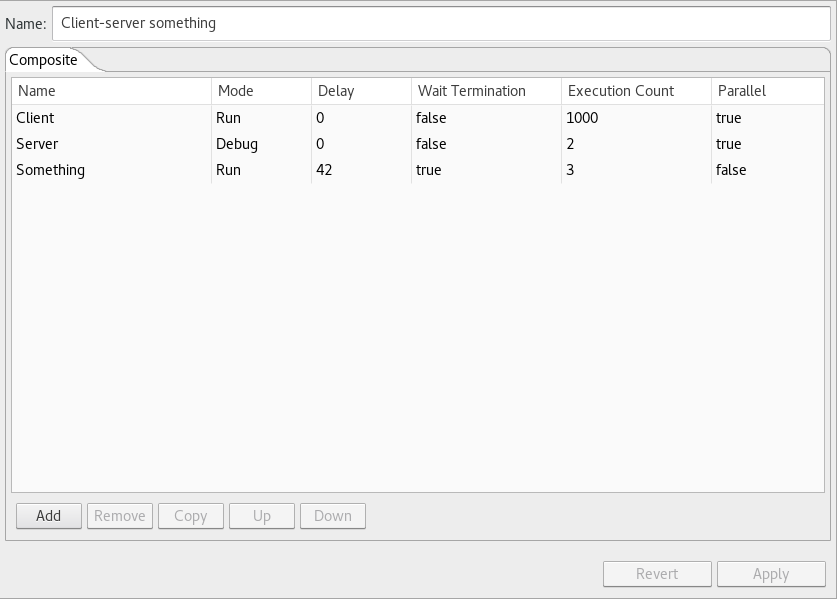 Name: Client-server something
Composite
Name Mode Delay Wait Termination Execution Count Parallel
Client Run 0 false 1000 true
Server Debug 0 false 2 true
Something Run 42 true 3 false
Add Remove Copy Up Down
Revert Apply